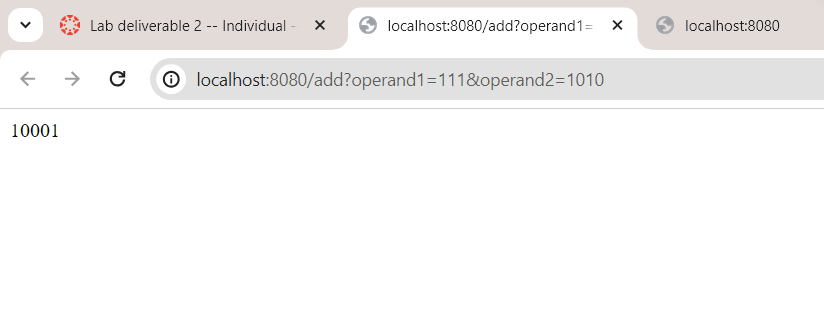 Lab deliverable 2 -- Individual -
localhost:8080/add?operand1=
localhost:8080
localhost:8080/add?operand1=111&operand2=1010
10001